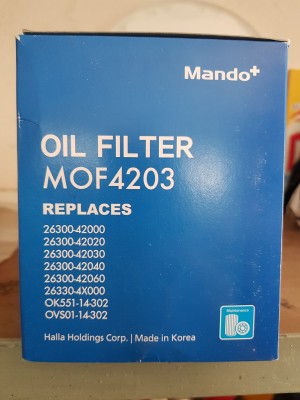 Mando+
OIL FILTER
MOF4203
REPLACES
26300-42000
26300-42020
26300-42030
26300-42040
26300-42060
26330-4X000
OK551-14-302
OVS01-14-302
Maintenance
Halla Holdings Corp. | Made in Korea